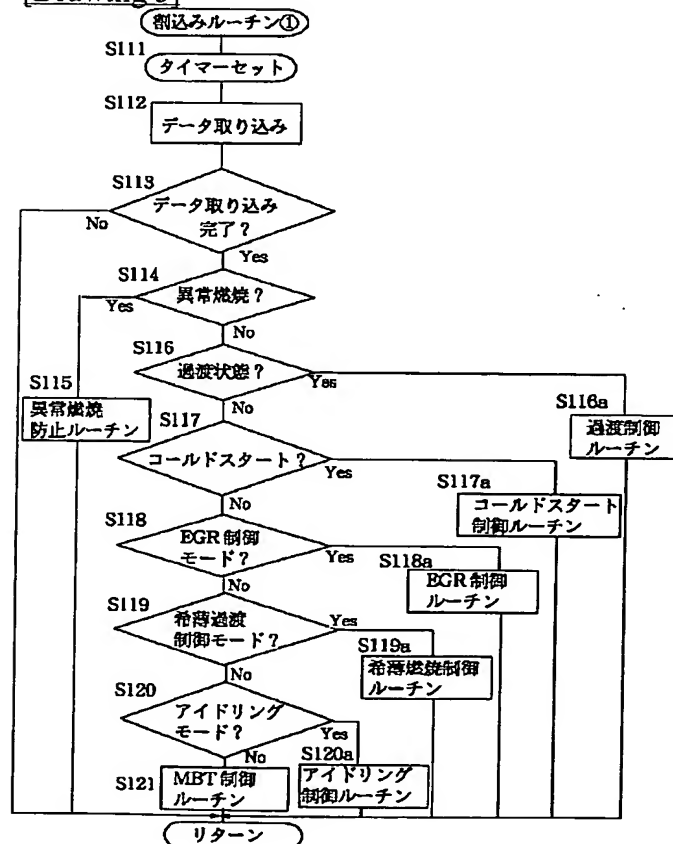 割込みルーチン①
S111
タイマーセット
S112
データ取り込み
S113
データ取り込み
完了？
No
Yes
S114
異常燃焼？
Yes
No
S116
過渡状態？
Yes
S115
異常燃焼
防止ルーチン
No
S116a
過渡制御
ルーチン
S117
コールドスタート？
Yes
S117a
コールドスタート
制御ルーチン
No
S118
EGR制御
モード？
Yes
S118a
EGR制御
ルーチン
No
S119
希薄過渡
制御モード？
Yes
S119a
希薄燃焼制御
ルーチン
No
S120
アイドリング
モード？
Yes
S120a
アイドリング
制御ルーチン
No
S121
MBT制御
ルーチン
リターン